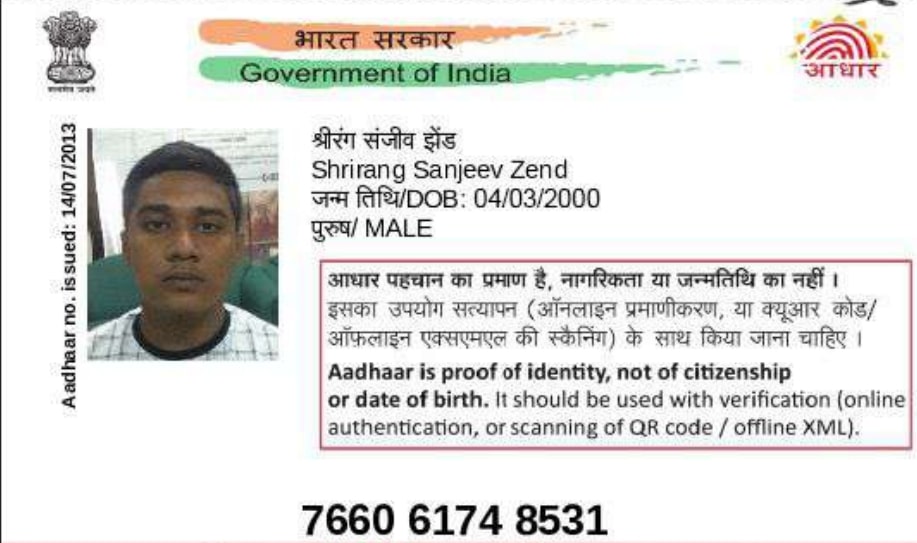 भारत सरकार
Government of India
आधार
Aadhaar no. issued: 14/07/2013
श्रीरंग संजीव झेंड
Shrirang Sanjeev Zend
जन्म तिथि/DOB: 04/03/2000
पुरुष/ MALE
आधार पहचान का प्रमाण है, नागरिकता या जन्मतिथि का नहीं ।
इसका उपयोग सत्यापन (ऑनलाइन प्रमाणीकरण, या क्यूआर कोड/
ऑफ़लाइन एक्सएमएल की स्कैनिंग) के साथ किया जाना चाहिए ।
Aadhaar is proof of identity, not of citizenship
or date of birth. It should be used with verification (online
authentication, or scanning of QR code / offline XML).
7660 6174 8531